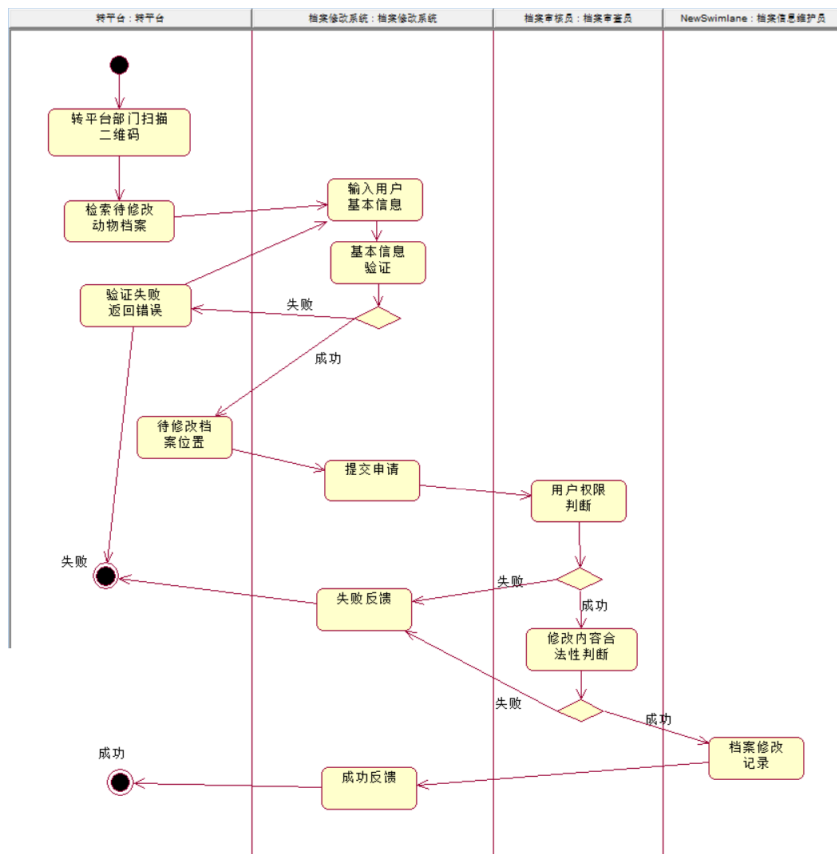 转平台：转平台
档案修改系统：档案修改系统
档案审核员：档案审查员
NewSwimlane：档案信息维护员
转平台部门扫描
二维码
检索待修改
动物档案
输入用户
基本信息
基本信息
验证
验证失败
返回错误
失败
成功
待修改档
案位置
提交申请
用户权限
判断
失败
失败
成功
失败反馈
修改内容合
法性判断
失败
成功
档案修改
记录
成功
成功反馈